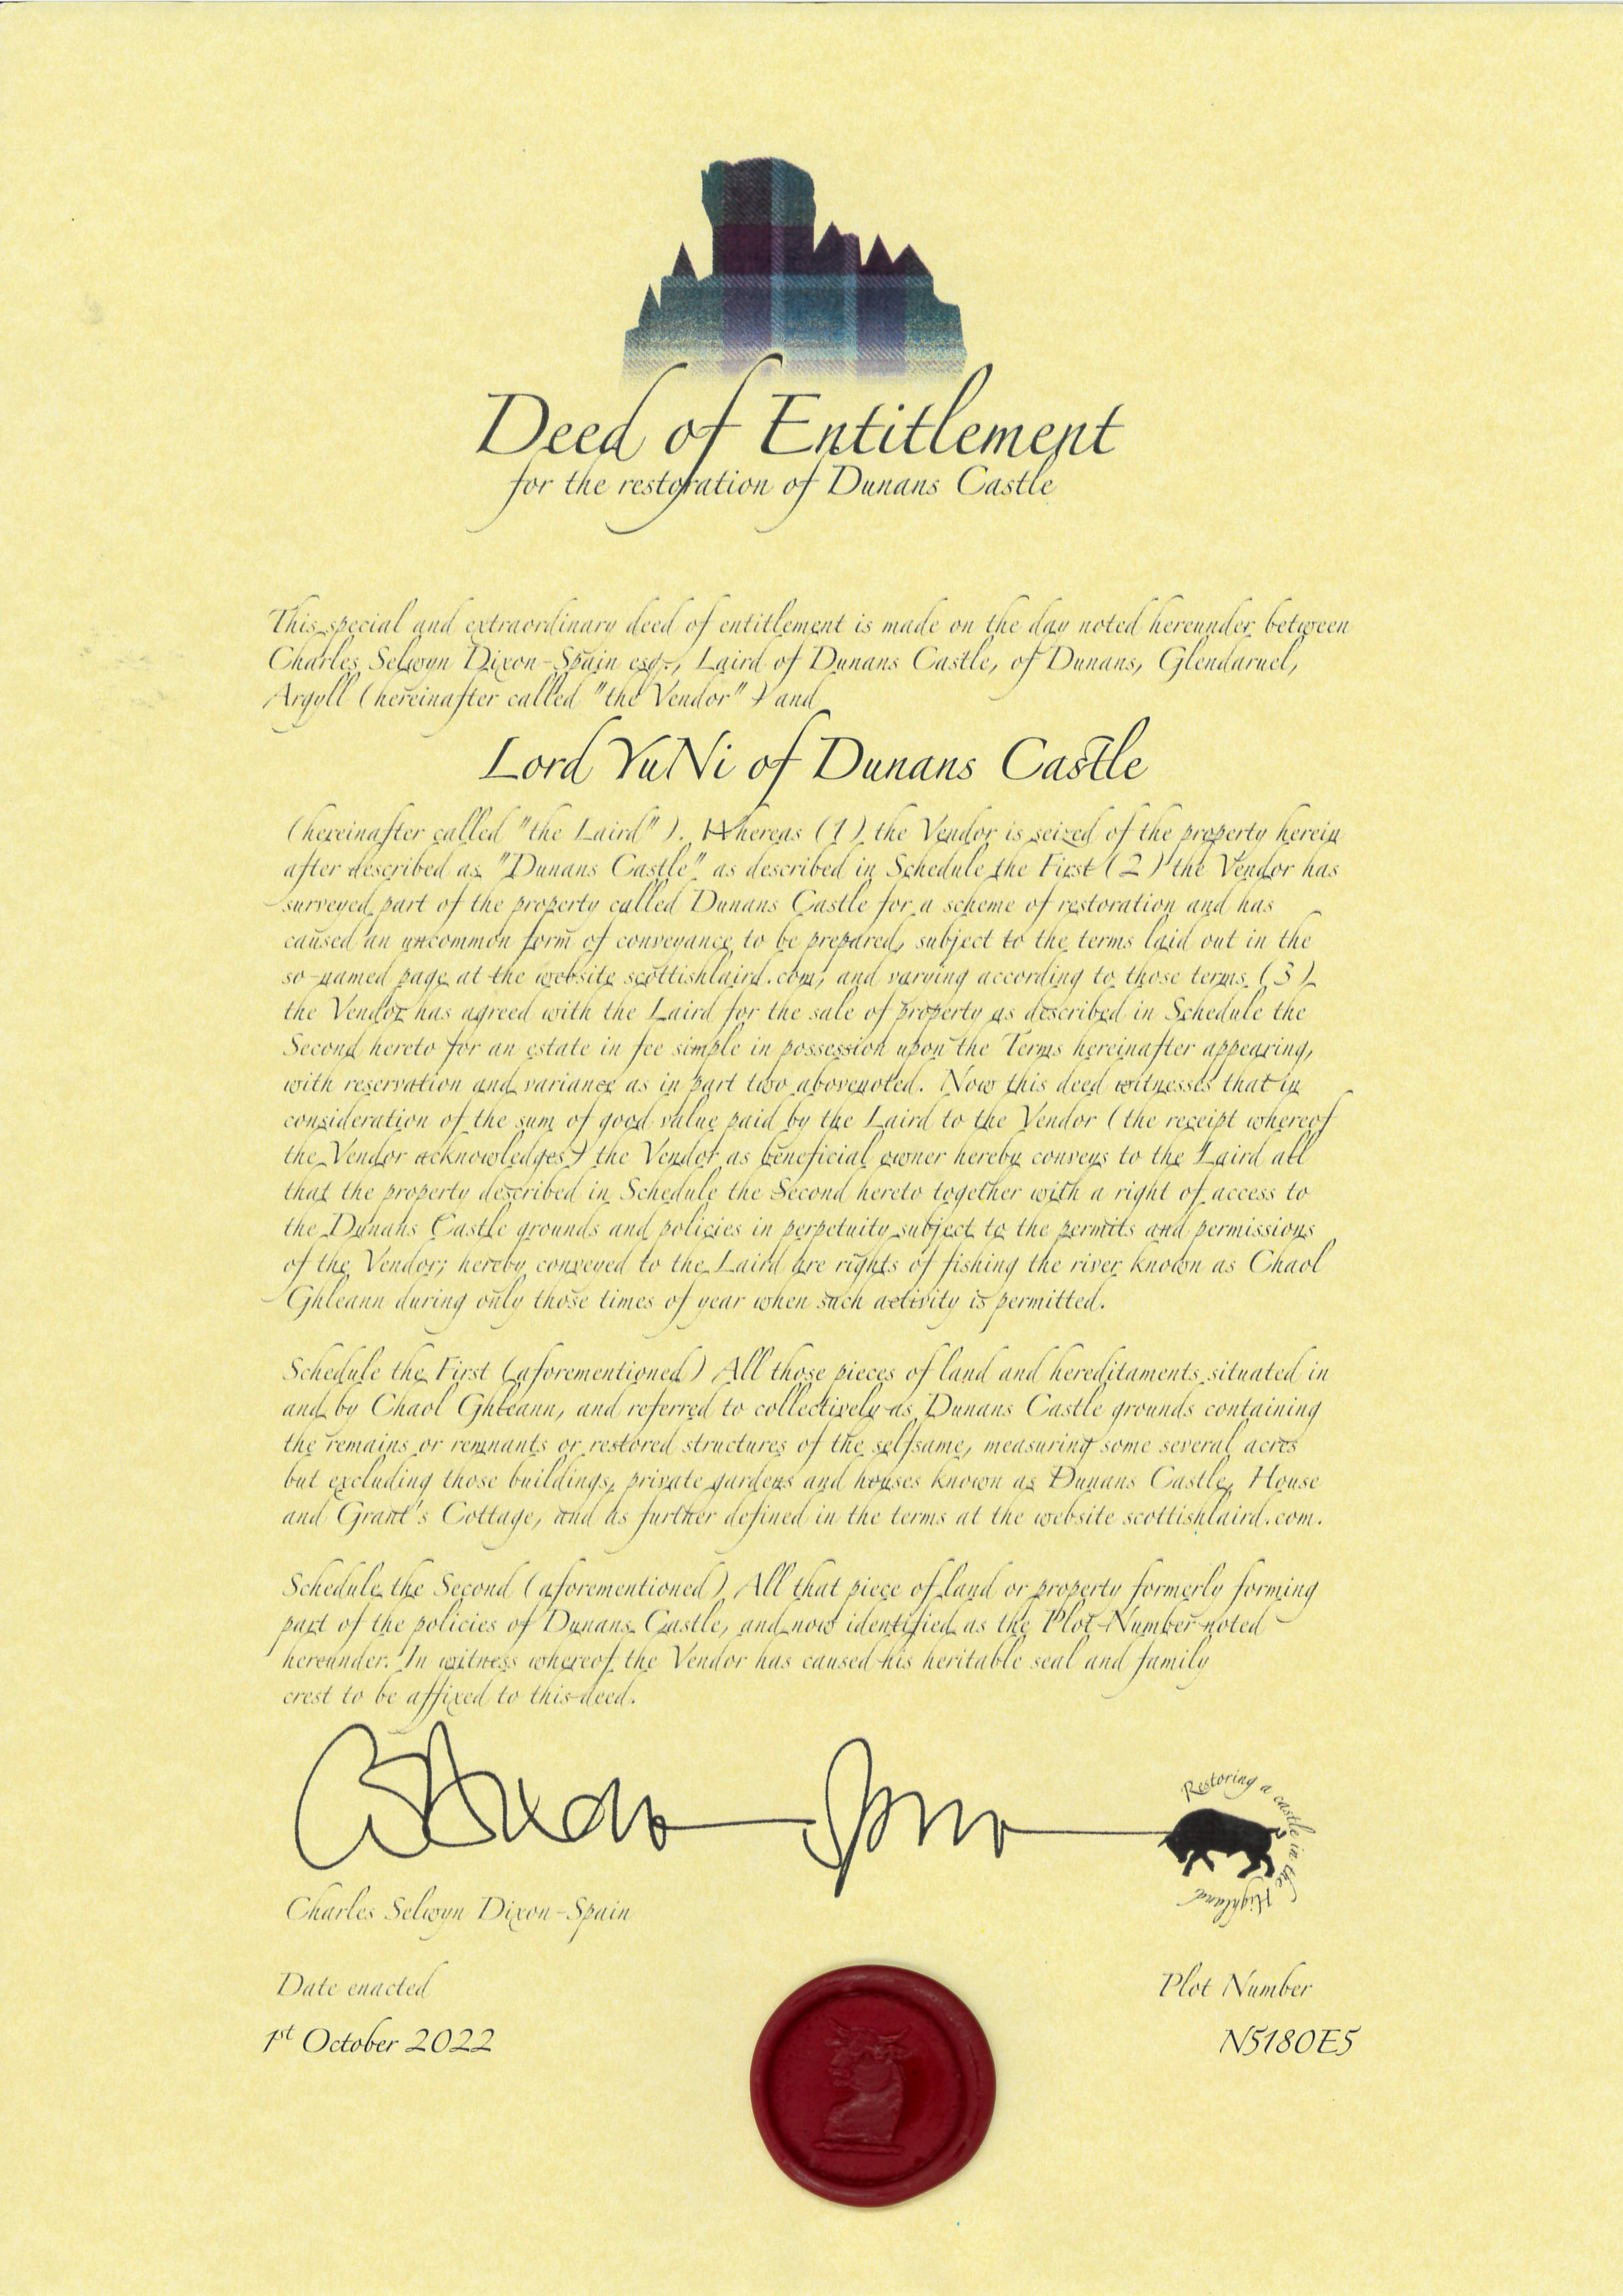 Deed of Entitlement
for the restoration of Dunans Castle
This special and extraordinary deed of entitlement is made on the day noted hereunder between
Charles Selwyn Dixon-Spain esq., Laird of Dunans Castle, of Dunans, Glendaruel,
Argyll (hereinafter called "the Vendor") and
Lord YuNi of Dunans Castle
(hereinafter called "the Laird"). Whereas (1) the Vendor is seized of the property herein
after described as "Dunans Castle" as described in Schedule the First (2) the Vendor has
surveyed part of the property called Dunans Castle for a scheme of restoration and has
caused an uncommon form of conveyance to be prepared, subject to the terms laid out in the
so-named page at the website scottishlaird.com, and varying according to those terms (3)
the Vendor has agreed with the Laird for the sale of property as described in Schedule the
Second hereto for an estate in fee simple in possession upon the Terms hereinafter appearing,
with reservation and variance as in part two abovenoted. Now this deed witnesses that in
consideration of the sum of good value paid by the Laird to the Vendor (the receipt whereof
the Vendor acknowledges) the Vendor as beneficial owner hereby conveys to the Laird all
that the property described in Schedule the Second hereto together with a right of access to
the Dunans Castle grounds and policies in perpetuity subject to the permits and permissions
of the Vendor; hereby conveyed to the Laird are rights of fishing the river known as Chaol
Ghleann during only those times of year when such activity is permitted.
Schedule the First (aforementioned) All those pieces of land and hereditaments situated in
and by Chaol Ghleann, and referred to collectively as Dunans Castle grounds containing
the remains or remnants or restored structures of the selfsame, measuring some several acres
but excluding those buildings, private gardens and houses known as Dunans Castle, House
and Grant's Cottage, and as further defined in the terms at the website scottishlaird.com.
Schedule the Second (aforementioned) All that piece of land or property formerly forming
part of the policies of Dunans Castle, and now identified as the Plot Number noted
hereunder. In witness whereof the Vendor has caused his heritable seal and family
crest to be affixed to this deed.
Restoring a castle in the Highlands
Charles Selwyn Dixon-Spain
Date enacted
Plot Number
1st October 2022
N5180E5